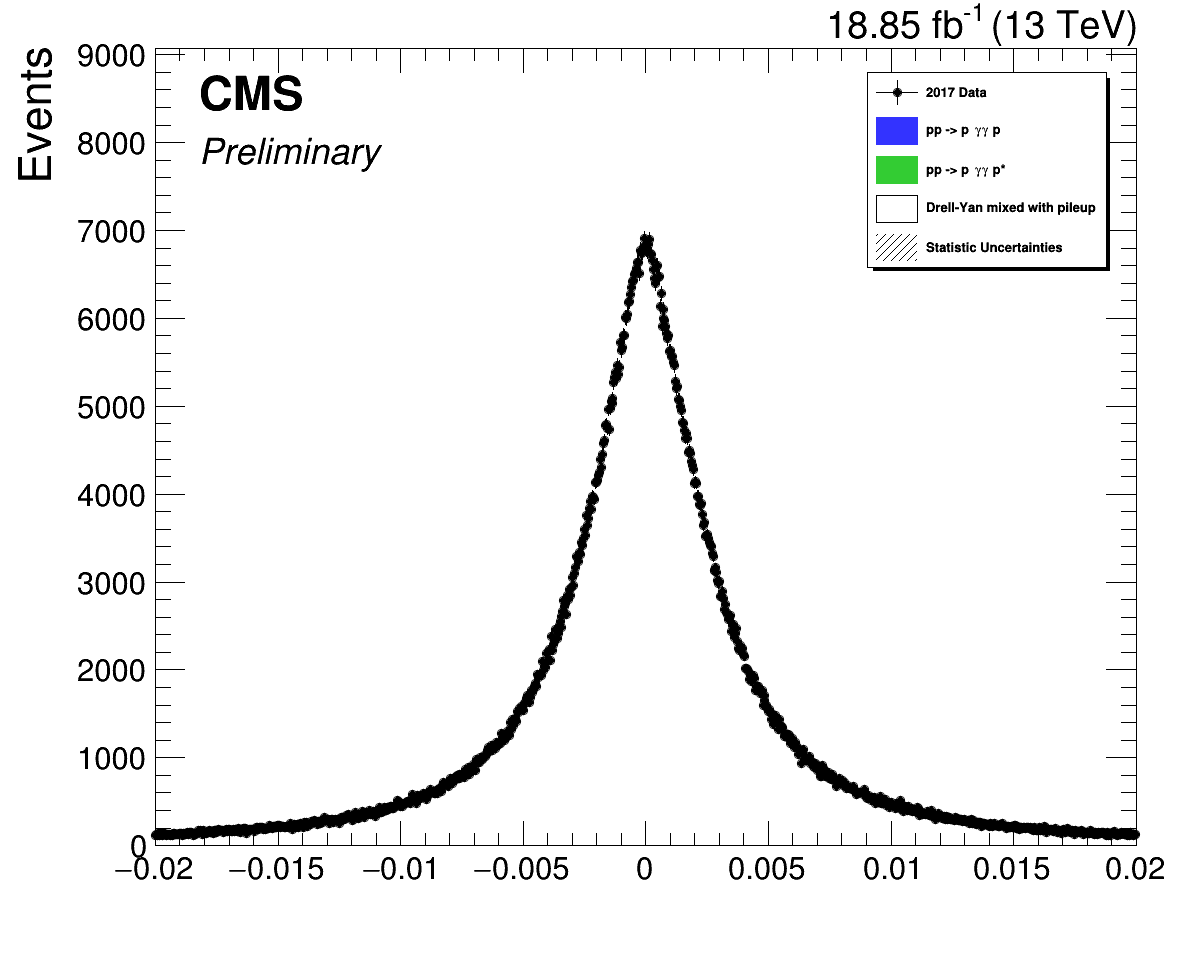 18.85 fb-1 (13 TeV)
Events
CMS
Preliminary
2017 Data
pp -> p γγ p
pp -> p γγ p*
Drell-Yan mixed with pileup
Statistic Uncertainties
9000
8000
7000
6000
5000
4000
3000
2000
1000
0
−0.02 −0.015 −0.01 −0.005 0 0.005 0.01 0.015 0.02